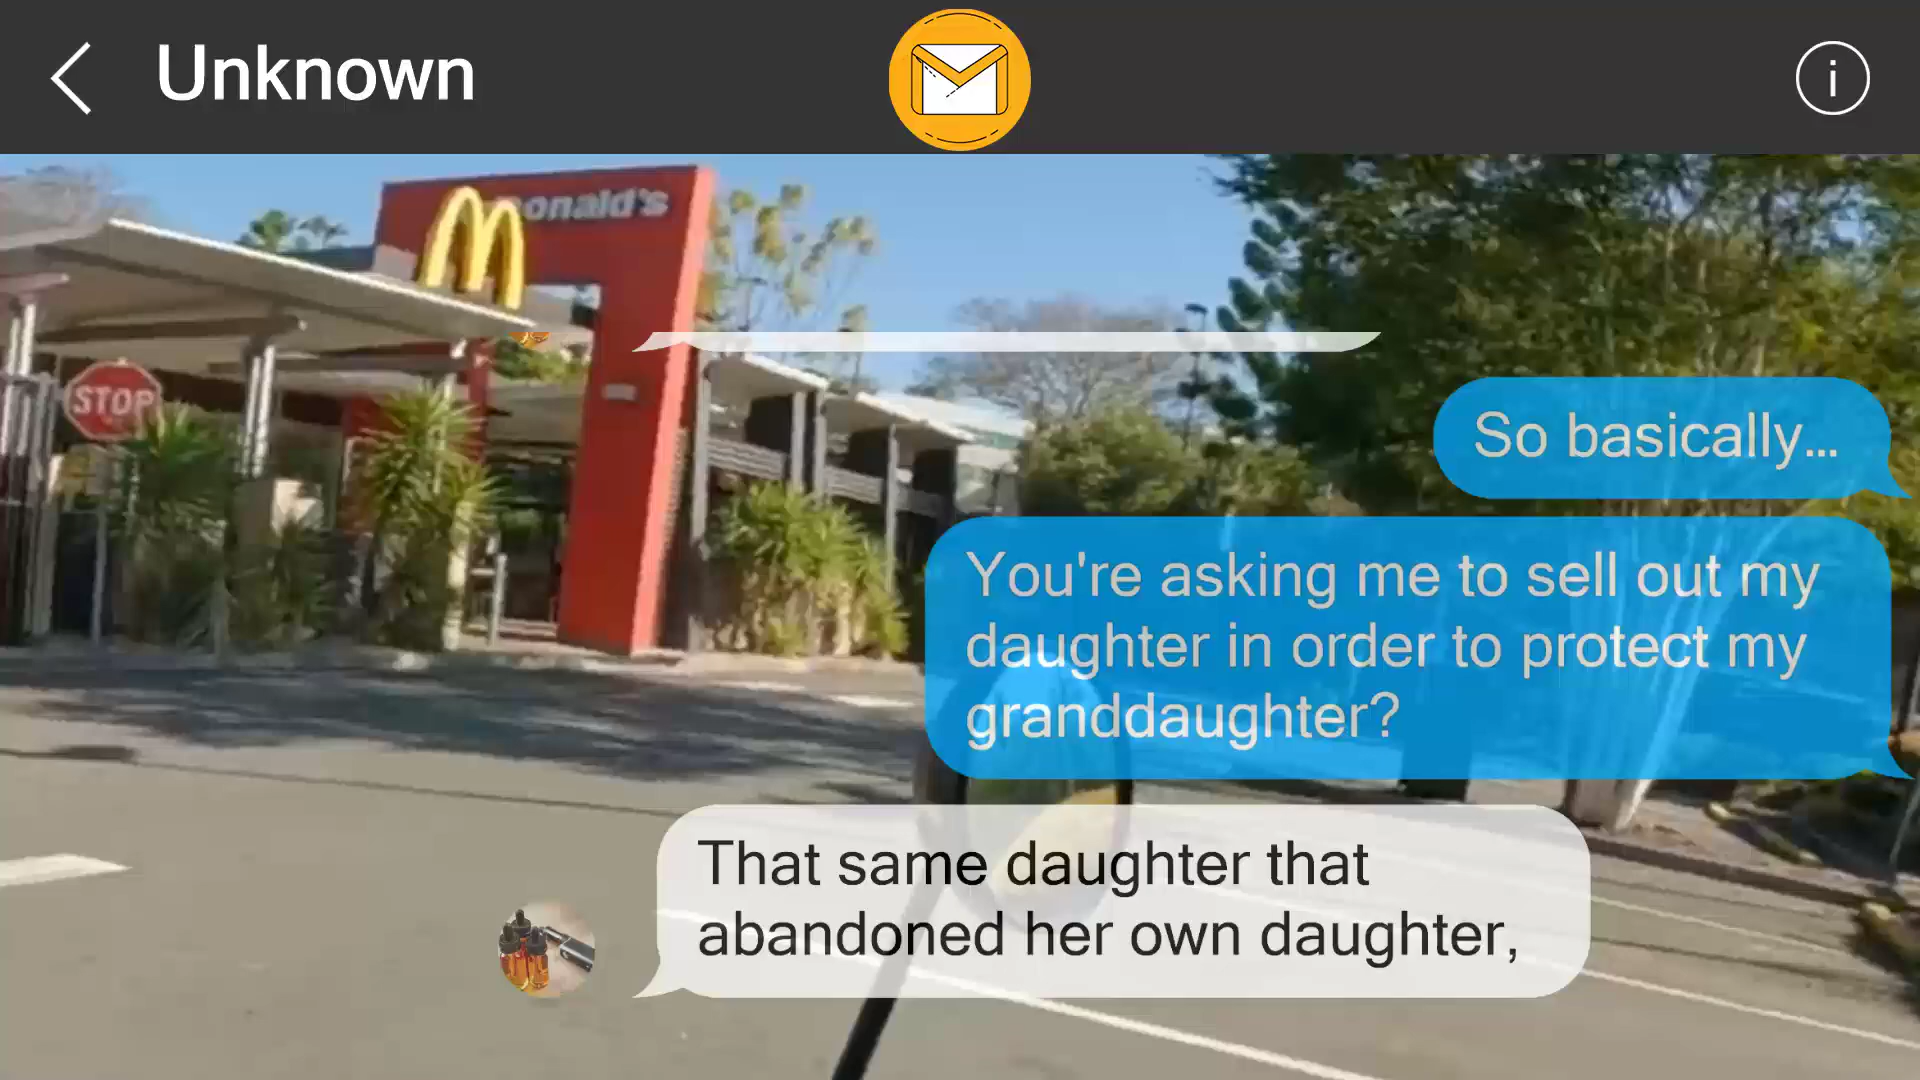 Unknown
i
McDonald's
STOP
So basically...
You're asking me to sell out my
daughter in order to protect my
granddaughter?
That same daughter that
abandoned her own daughter,